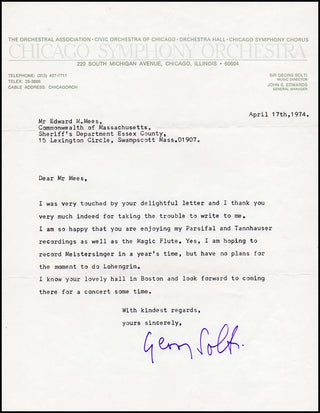 THE ORCHESTRAL ASSOCIATION · CIVIC ORCHESTRA OF CHICAGO · ORCHESTRA HALL · CHICAGO SYMPHONY CHORUS
CHICAGO SYMPHONY ORCHESTRA
220 SOUTH MICHIGAN AVENUE, CHICAGO, ILLINOIS · 60604
TELEPHONE: (312) 427-7711
TELEX: 25-3666
CABLE ADDRESS: CHICAGORCH
SIR GEORG SOLTI
MUSIC DIRECTOR
JOHN S. EDWARDS
GENERAL MANAGER
April 17th, 1974.
Mr Edward M.Mees,
Commonwealth of Massachusetts,
Sheriff's Department Essex County,
15 Lexington Circle, Swampscott Mass.01907.
Dear Mr Mees,
I was very touched by your delightful letter and I thank you
very much indeed for taking the trouble to write to me.
I am so happy that you are enjoying my Parsifal and Tannhauser
recordings as well as the Magic Flute. Yes, I am hoping to
record Meistersinger in a year's time, but have no plans for
the moment to do Lohengrin.
I know your lovely hall in Boston and look forward to coming
there for a concert some time.
With kindest regards,
yours sincerely,
Georg Solti.